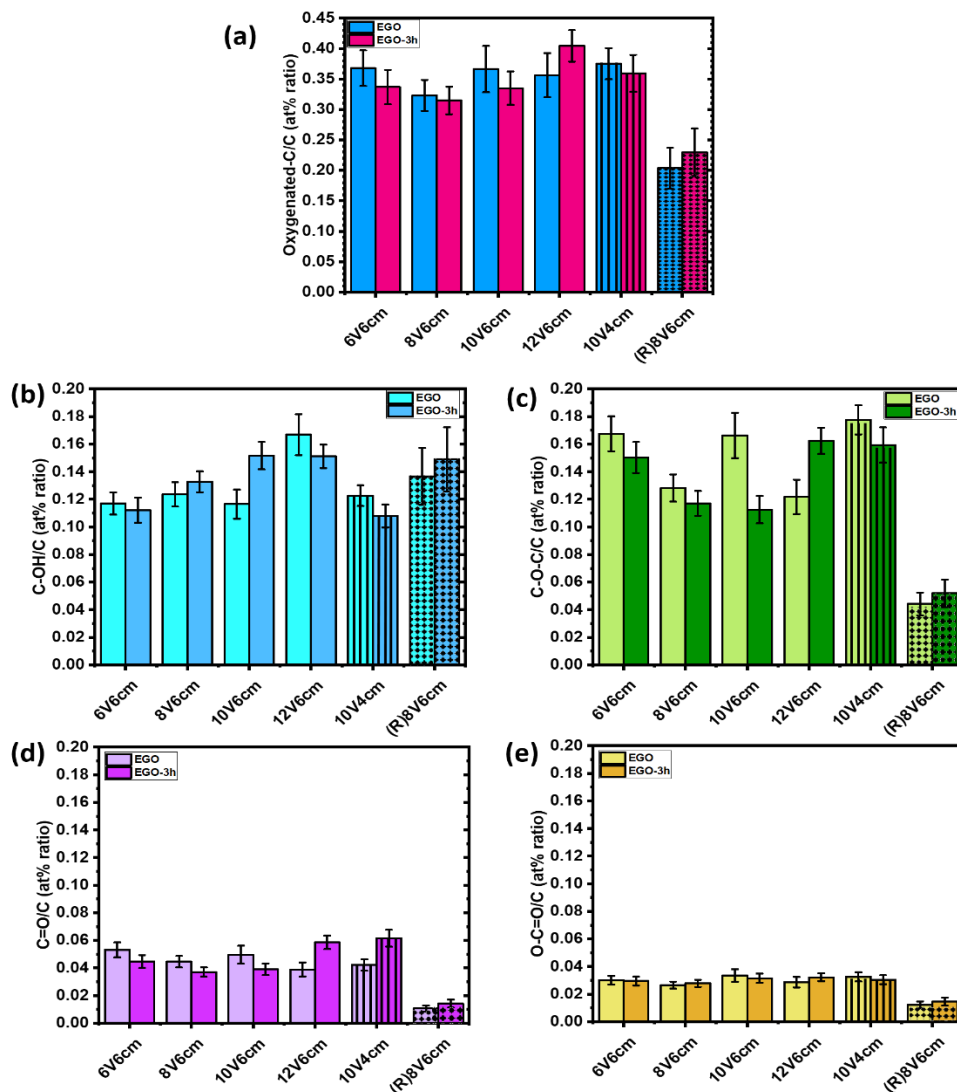 (a)
Oxygenated-C/C (at% ratio)
0.45
0.40
0.35
0.30
0.25
0.20
0.15
0.10
0.05
0.00
EGO
EGO-3h
6V6cm
8V6cm
10V6cm
12V6cm
10V4cm
(R)8V6cm
(b)
C-OH/C (at% ratio)
0.20
0.18
0.16
0.14
0.12
0.10
0.08
0.06
0.04
0.02
0.00
EGO
EGO-3h
6V6cm
8V6cm
10V6cm
12V6cm
10V4cm
(R)8V6cm
(c)
C-O-C/C (at% ratio)
0.20
0.18
0.16
0.14
0.12
0.10
0.08
0.06
0.04
0.02
0.00
EGO
EGO-3h
6V6cm
8V6cm
10V6cm
12V6cm
10V4cm
(R)8V6cm
(d)
C=O/C (at% ratio)
0.20
0.18
0.16
0.14
0.12
0.10
0.08
0.06
0.04
0.02
0.00
EGO
EGO-3h
6V6cm
8V6cm
10V6cm
12V6cm
10V4cm
(R)8V6cm
(e)
O-C=O/C (at% ratio)
0.20
0.18
0.16
0.14
0.12
0.10
0.08
0.06
0.04
0.02
0.00
EGO
EGO-3h
6V6cm
8V6cm
10V6cm
12V6cm
10V4cm
(R)8V6cm